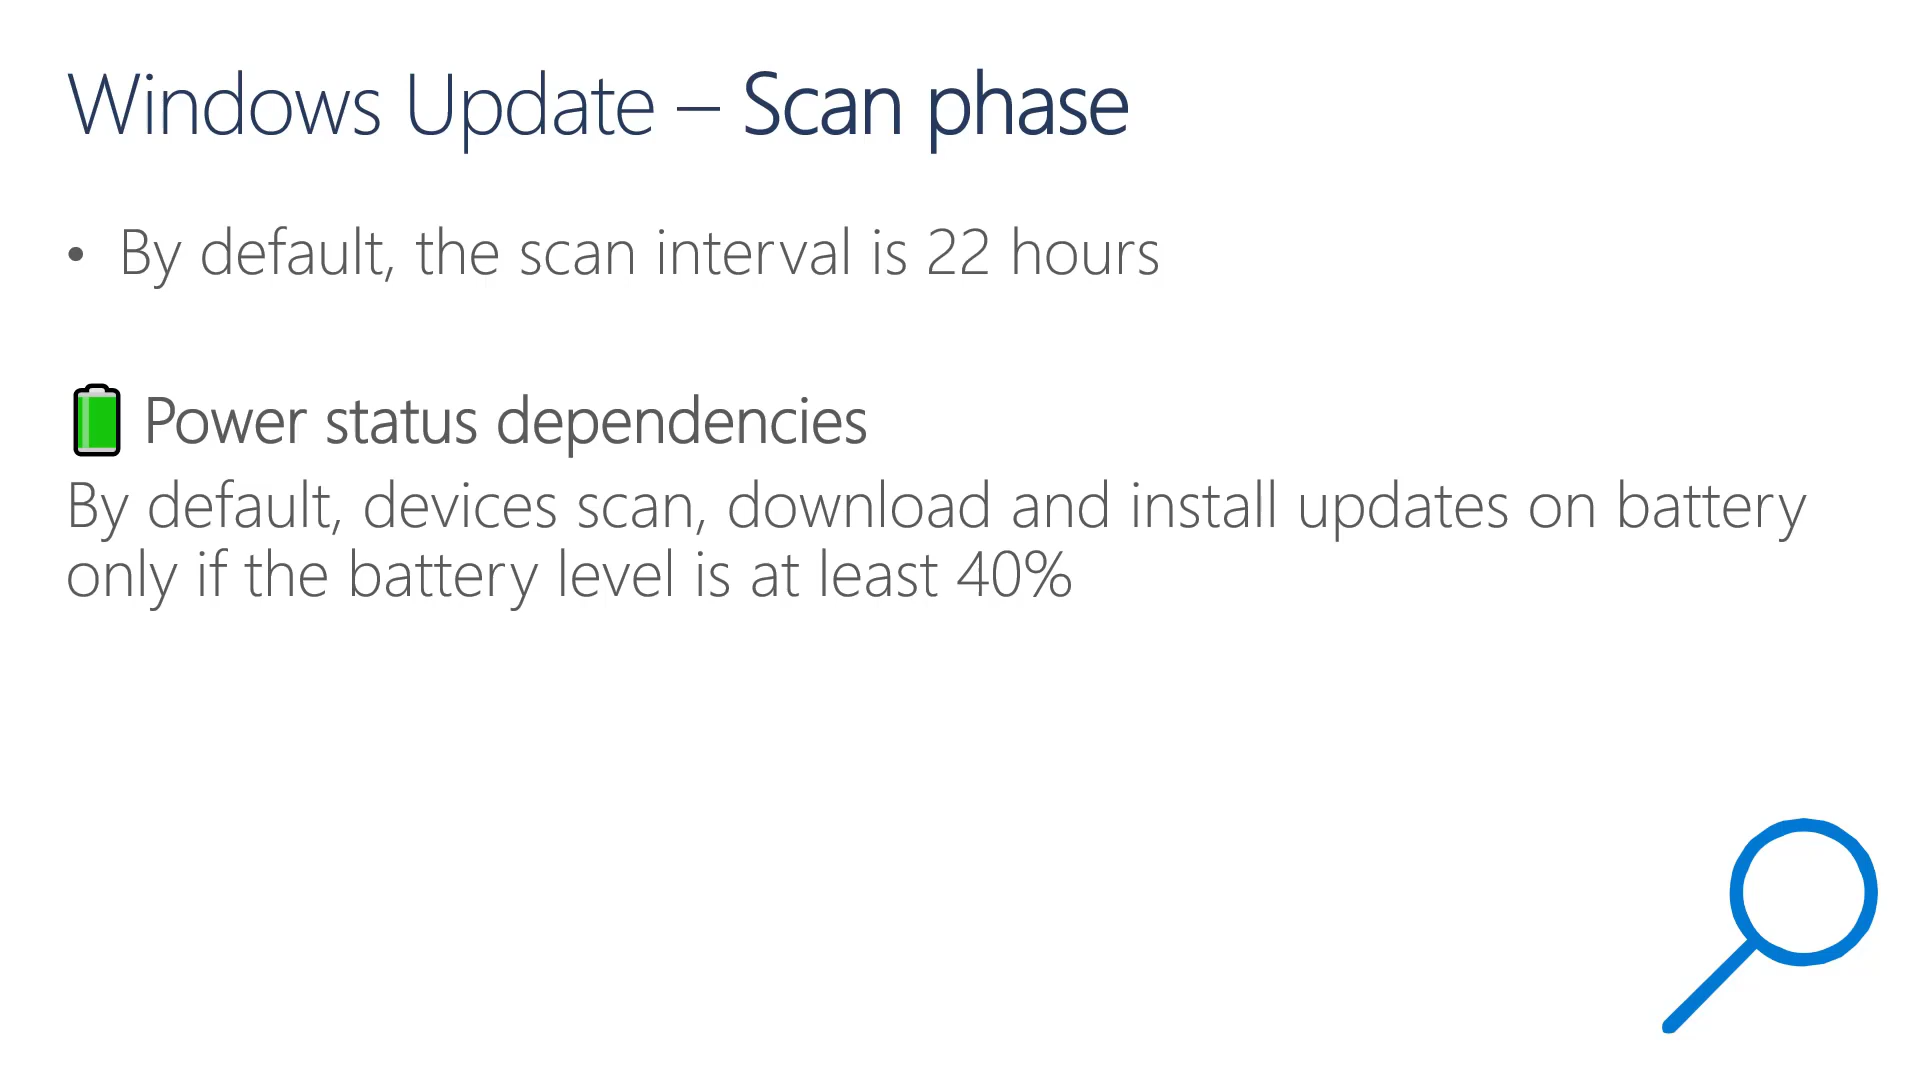 Windows Update – Scan phase
• By default, the scan interval is 22 hours
Power status dependencies
By default, devices scan, download and install updates on battery
only if the battery level is at least 40%